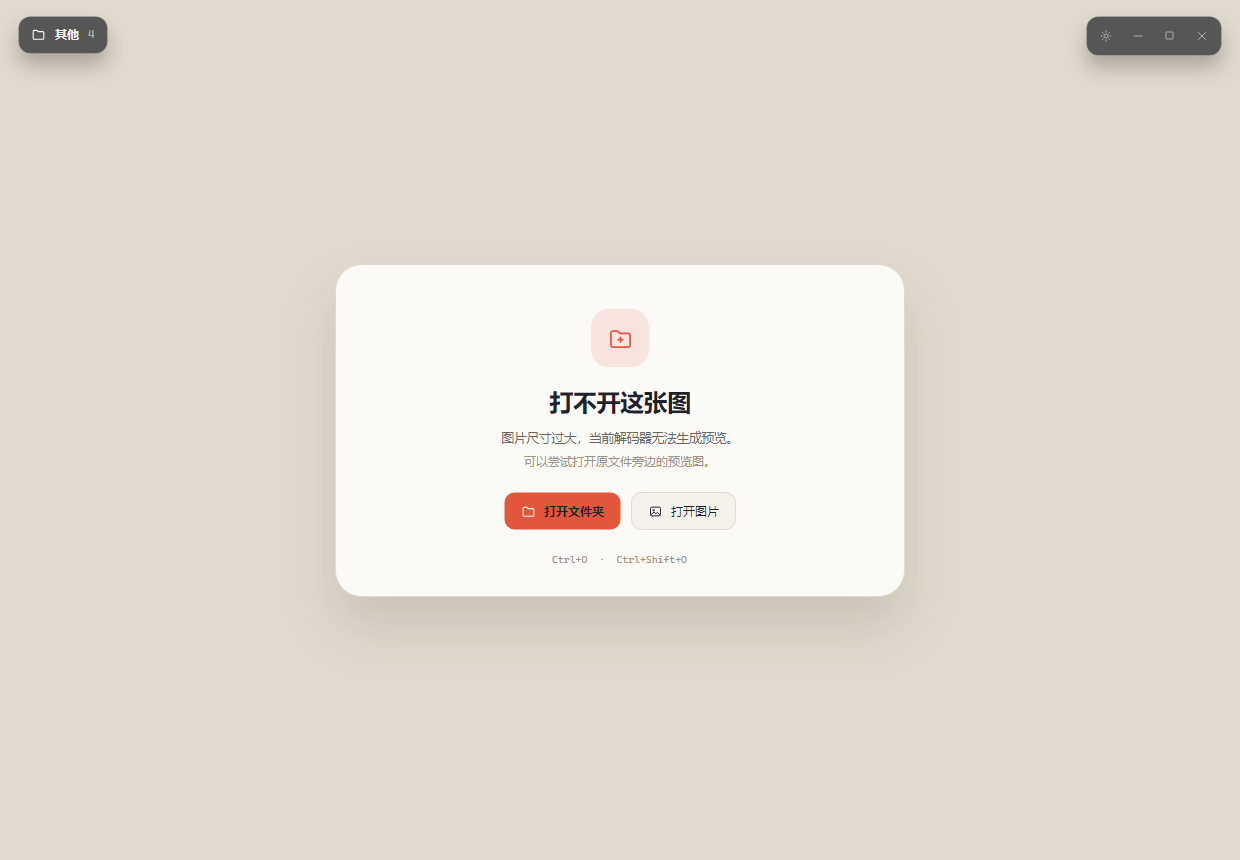 其他 4
打不开这张图
图片尺寸过大，当前解码器无法生成预览。
可以尝试打开原文件旁边的预览图。
打开文件夹 打开图片
Ctrl+O · Ctrl+Shift+O